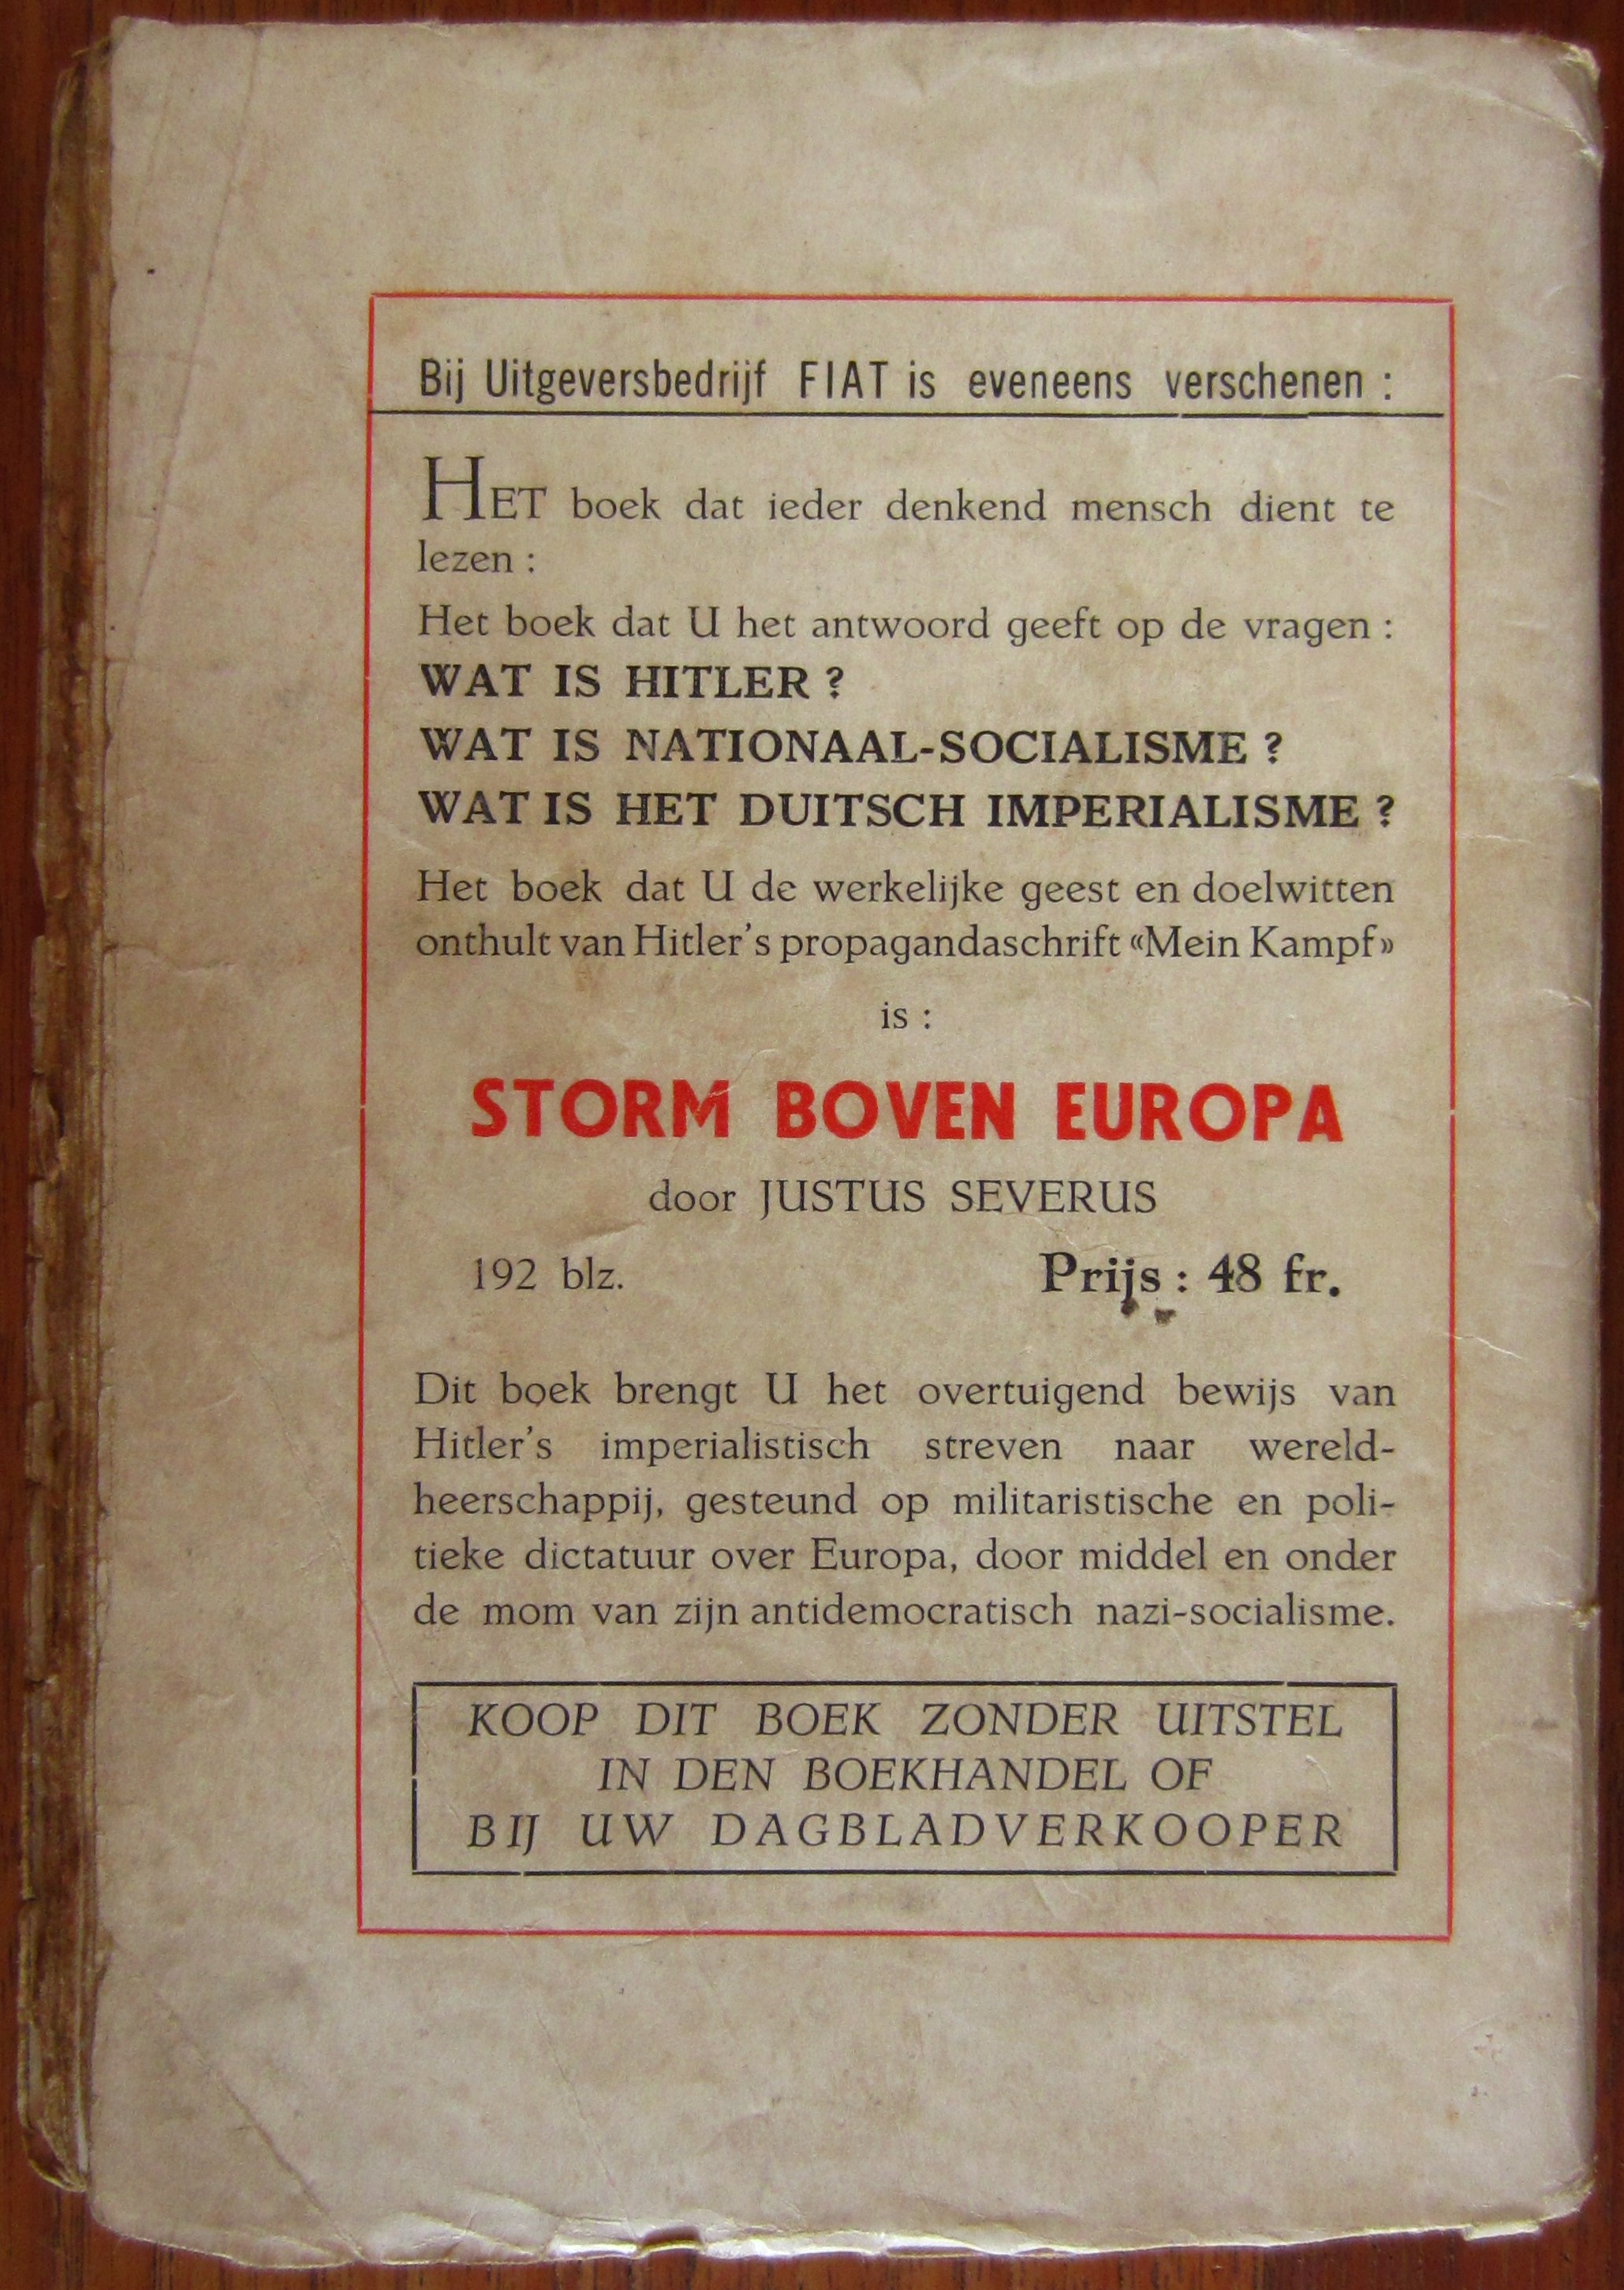 Bij Uitgeversbedrijf FIAT is eveneens verschenen :
HET boek dat ieder denkend mensch dient te
lezen :
Het boek dat U het antwoord geeft op de vragen :
WAT IS HITLER ?
WAT IS NATIONAAL-SOCIALISME ?
WAT IS HET DUITSCH IMPERIALISME ?
Het boek dat U de werkelijke geest en doelwitten
onthult van Hitler's propagandaschrift «Mein Kampf»
is :
STORM BOVEN EUROPA
door JUSTUS SEVERUS
192 blz. Prijs : 48 fr.
Dit boek brengt U het overtuigend bewijs van
Hitler's imperialistisch streven naar wereld-
heerschappij, gesteund op militaristische en poli-
tieke dictatuur over Europa, door middel en onder
de mom van zijn antidemocratisch nazi-socialisme.
KOOP DIT BOEK ZONDER UITSTEL
IN DEN BOEKHANDEL OF
BIJ UW DAGBLADVERKOOPER